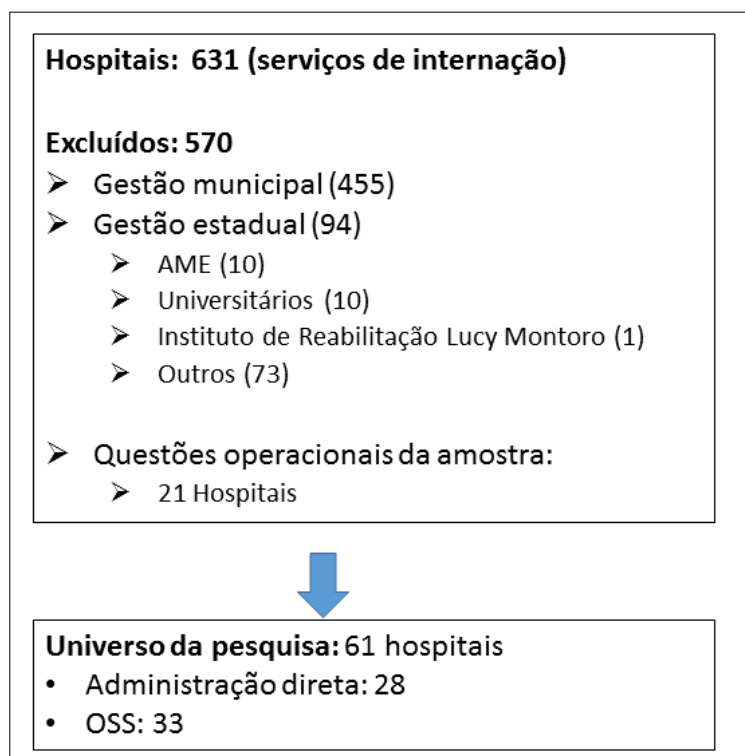 Hospitais: 631 (serviços de internação)
Excluídos: 570
➢ Gestão municipal (455)
➢ Gestão estadual (94)
➢ AME (10)
➢ Universitários (10)
➢ Instituto de Reabilitação Lucy Montoro (1)
➢ Outros (73)
➢ Questões operacionais da amostra:
➢ 21 Hospitais
Universo da pesquisa: 61 hospitais
• Administração direta: 28
• OSS: 33